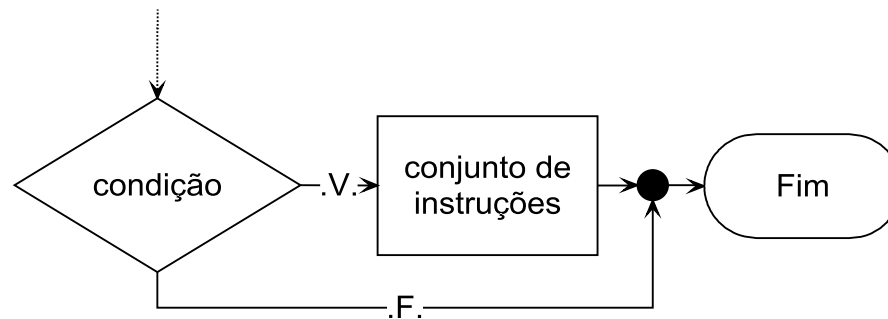 condição
.V.
conjunto de
instruções
Fim
.F.